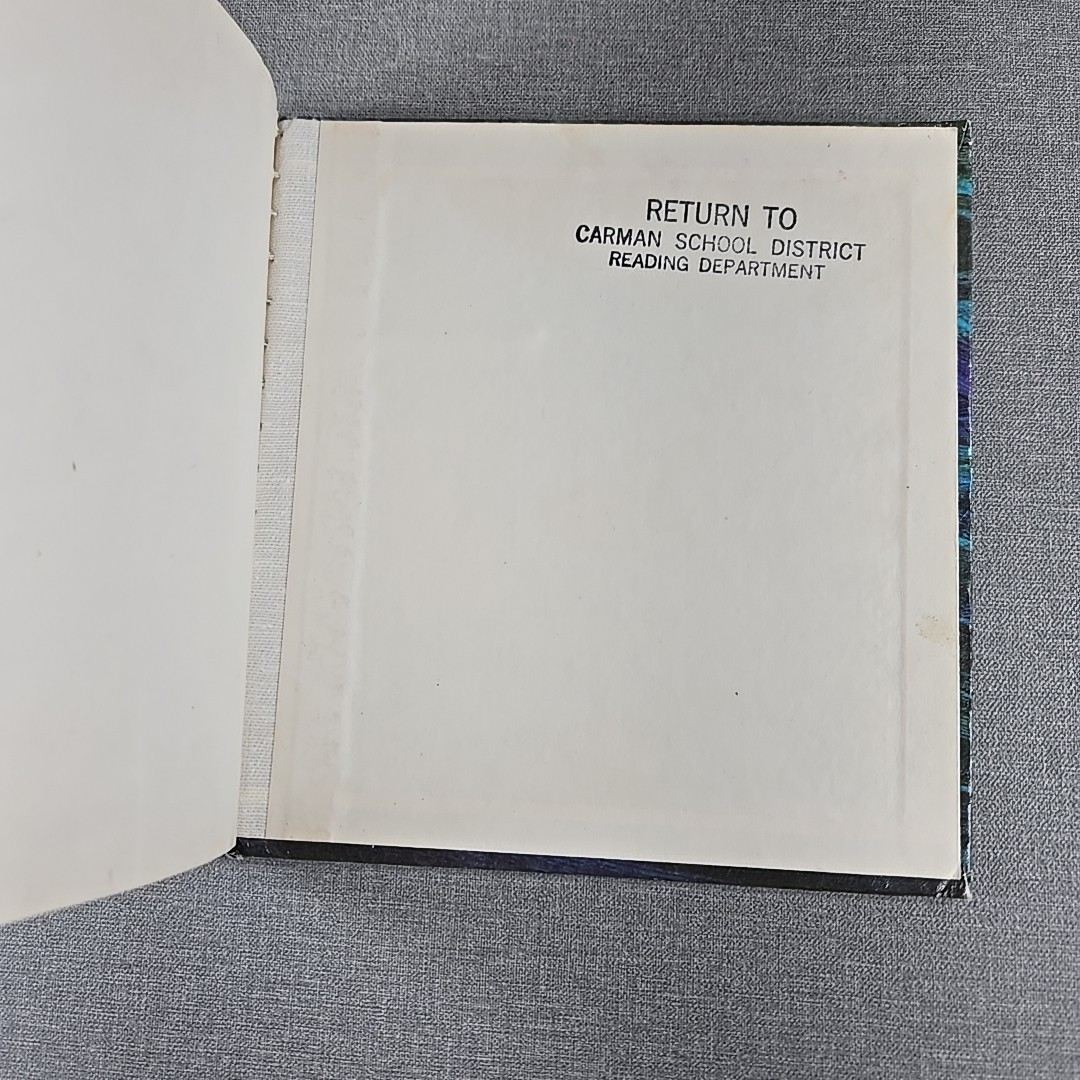 RETURN TO
CARMAN SCHOOL DISTRICT
READING DEPARTMENT